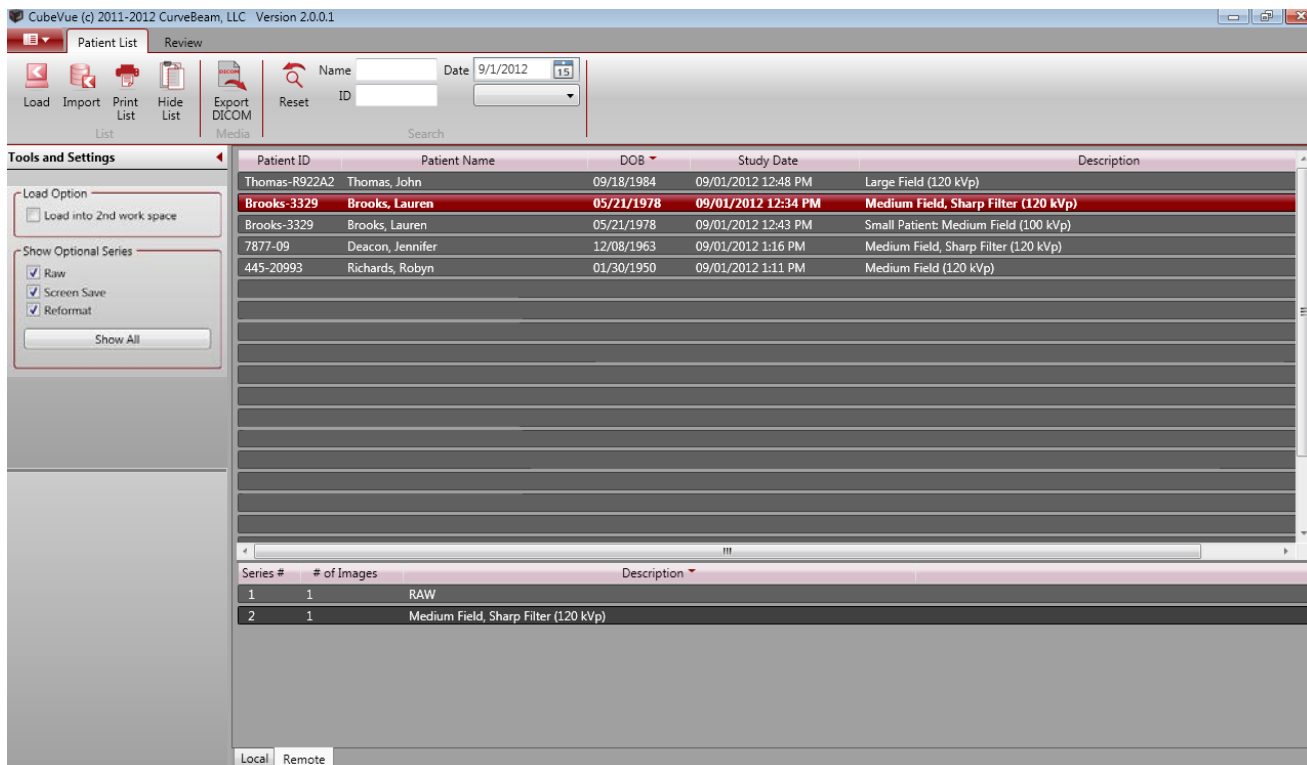 CubeVue (c) 2011-2012 CurveBeam, LLC Version 2.0.0.1
Patient List Review
Name Date 9/1/2012 15
ID
Load Import Print List Hide List Export DICOM Reset
List Media Search
Tools and Settings
Load Option
Load into 2nd work space
Show Optional Series
Raw
Screen Save
Reformat
Show All
Patient ID Patient Name DOB Study Date Description
Thomas-R922A2 Thomas, John 09/18/1984 09/01/2012 12:48 PM Large Field (120 kVp)
Brooks-3329 Brooks, Lauren 05/21/1978 09/01/2012 12:34 PM Medium Field, Sharp Filter (120 kVp)
Brooks-3329 Brooks, Lauren 05/21/1978 09/01/2012 12:43 PM Small Patient: Medium Field (100 kVp)
7877-09 Deacon, Jennifer 12/08/1963 09/01/2012 1:16 PM Medium Field, Sharp Filter (120 kVp)
445-20993 Richards, Robyn 01/30/1950 09/01/2012 1:11 PM Medium Field (120 kVp)
Series # # of Images Description
1 1 RAW
2 1 Medium Field, Sharp Filter (120 kVp)
Local Remote